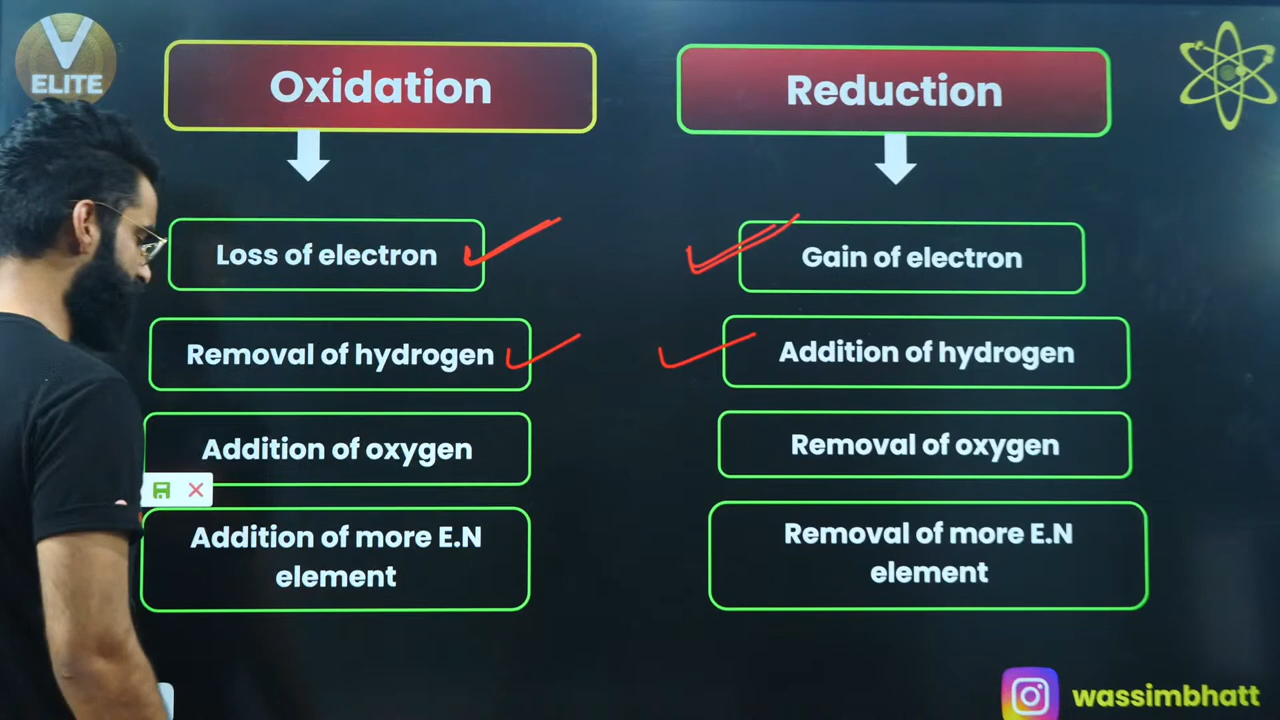 V
ELITE
Oxidation
Reduction
Loss of electron
Gain of electron
Removal of hydrogen
Addition of hydrogen
Addition of oxygen
Removal of oxygen
Addition of more E.N
element
Removal of more E.N
element
wassimbhatt